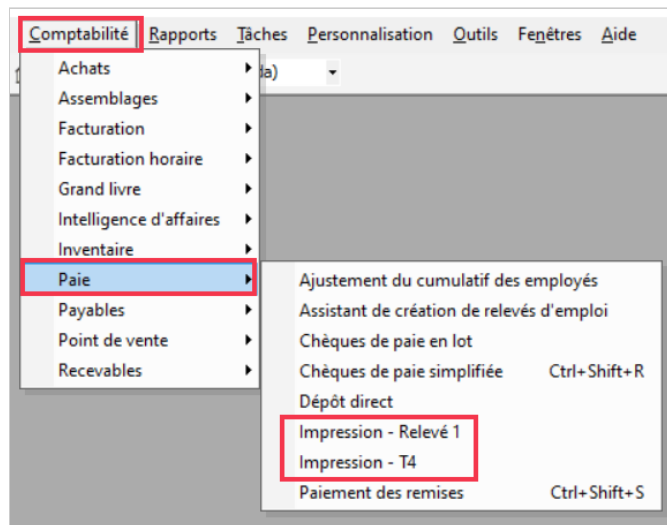 Comptabilité Rapports Tâches Personnalisation Outils Fenêtres Aide
Achats
da)
Assemblages
Facturation
Facturation horaire
Grand livre
Intelligence d'affaires
Inventaire
Paie
Ajustement du cumulatif des employés
Payables
Assistant de création de relevés d'emploi
Point de vente
Chèques de paie en lot
Recevables
Chèques de paie simplifiée Ctrl+Shift+R
Dépôt direct
Impression - Relevé 1
Impression - T4
Paiement des remises Ctrl+Shift+S